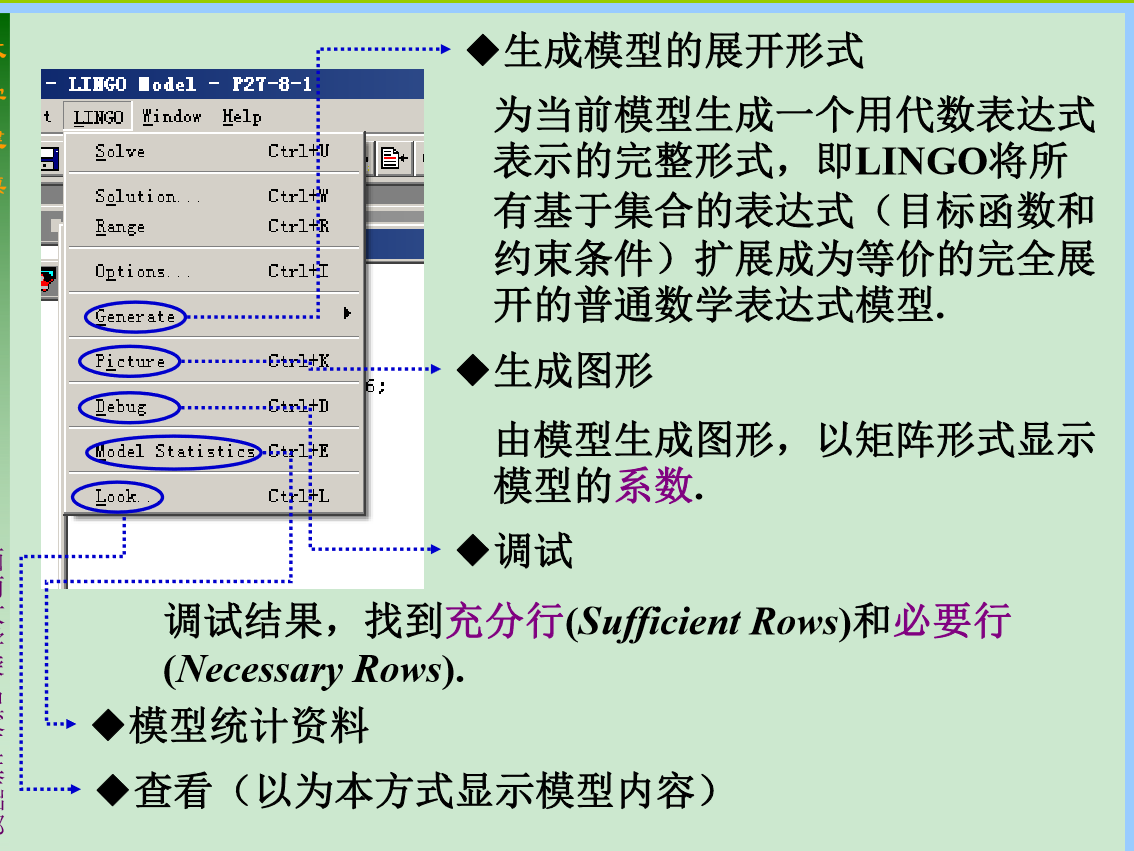 ◆生成模型的展开形式
- LINGO Model - P27-8-1
t LINGO Window Help
Solve Ctrl+U
Solution... Ctrl+W
Range Ctrl+R
Options... Ctrl+I
Generate
Picture Ctrl+K
Debug Ctrl+D
Model Statistics Ctrl+E
Look... Ctrl+L
6;
为当前模型生成一个用代数表达式
表示的完整形式，即LINGO将所
有基于集合的表达式（目标函数和
约束条件）扩展成为等价的完全展
开的普通数学表达式模型.
◆生成图形
由模型生成图形，以矩阵形式显示
模型的系数.
◆调试
调试结果，找到充分行(Sufficient Rows)和必要行
(Necessary Rows).
◆模型统计资料
◆查看（以为本方式显示模型内容）